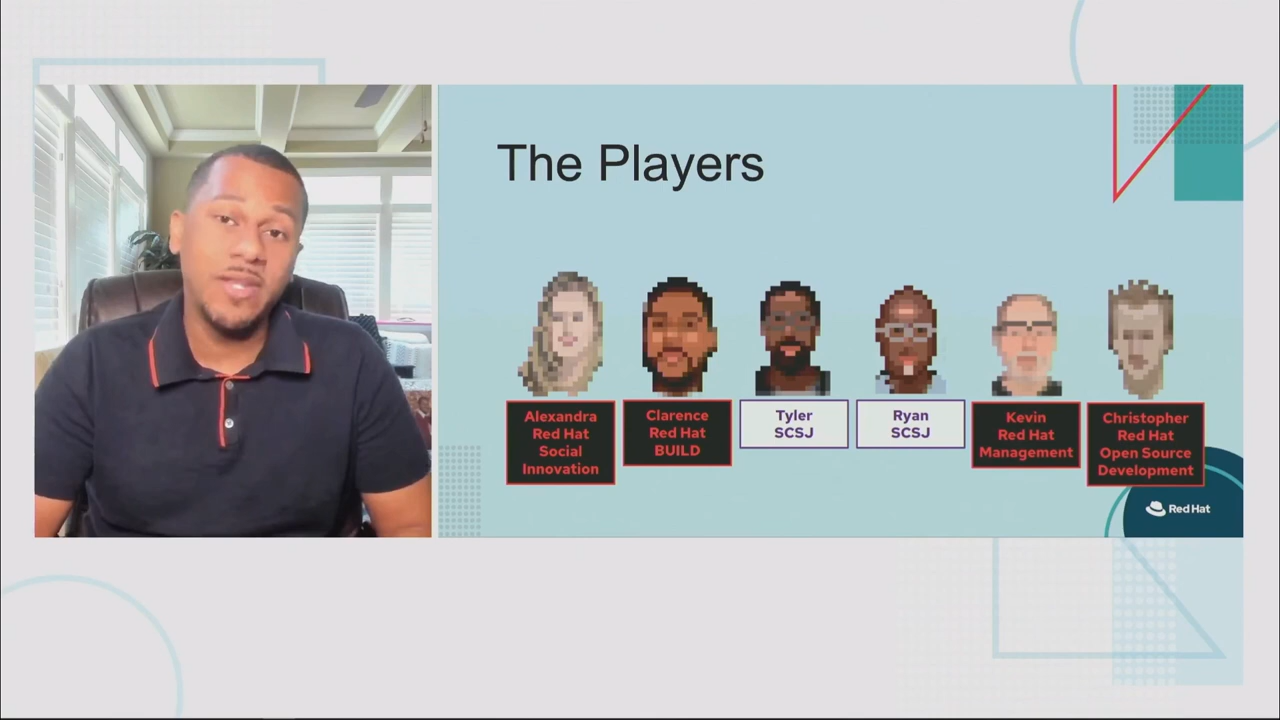 The Players
Alexandra
Red Hat
Social
Innovation
Clarence
Red Hat
BUILD
Tyler
SCSJ
Ryan
SCSJ
Kevin
Red Hat
Management
Christopher
Red Hat
Open Source
Development
Red Hat